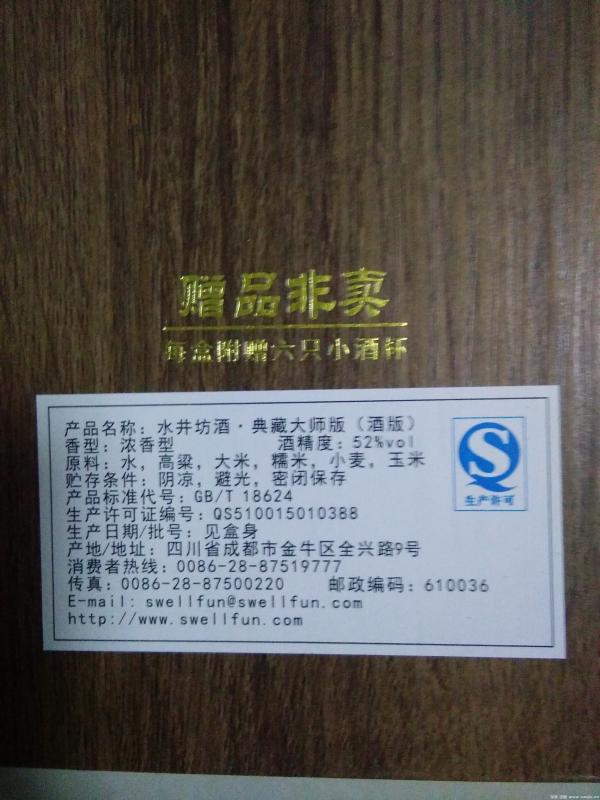 赠品非卖
每盒附赠六只小酒杯
产品名称：水井坊酒·典藏大师版（酒版）
香型：浓香型 酒精度：52%vol
原料：水，高粱，大米，糯米，小麦，玉米
贮存条件：阴凉，避光，密闭保存
产品标准代号：GB/T 18624
生产许可证编号：QS510015010388
生产日期/批号：见盒身
产地/地址：四川省成都市金牛区全兴路9号
消费者热线：0086-28-87519777
传真：0086-28-87500220 邮政编码：610036
E-mail: swellfun@swellfun.com
http://www.swellfun.com
生产许可